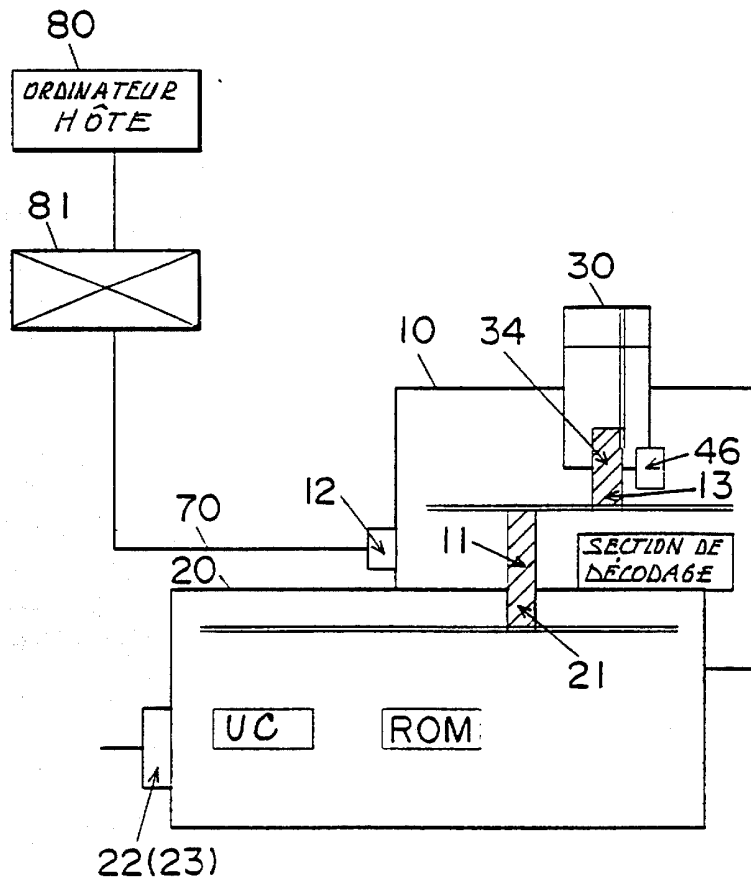 80
ORDINATEUR
HÔTE
81
30
10
34
46
12
13
70
11
SECTION DE
DÉCODAGE
20
21
UC
ROM
22(23)